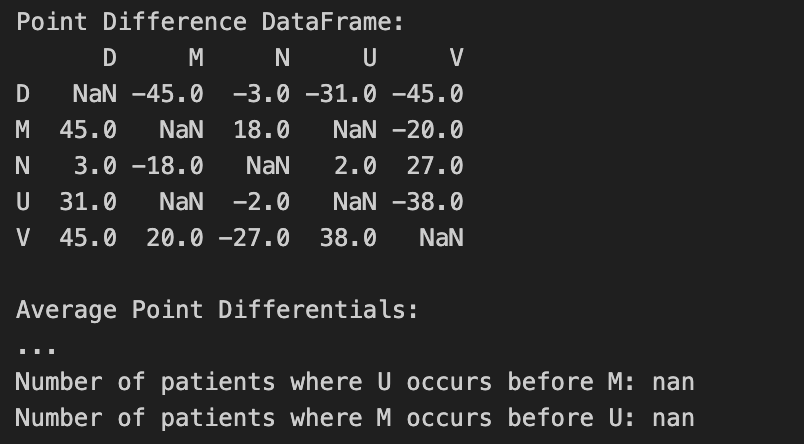 Point Difference DataFrame:
      D     M     N     U     V
D   NaN -45.0  -3.0 -31.0 -45.0
M  45.0   NaN  18.0   NaN -20.0
N   3.0 -18.0   NaN   2.0  27.0
U  31.0   NaN  -2.0   NaN -38.0
V  45.0  20.0 -27.0  38.0   NaN
Average Point Differentials:
...
Number of patients where U occurs before M: nan
Number of patients where M occurs before U: nan